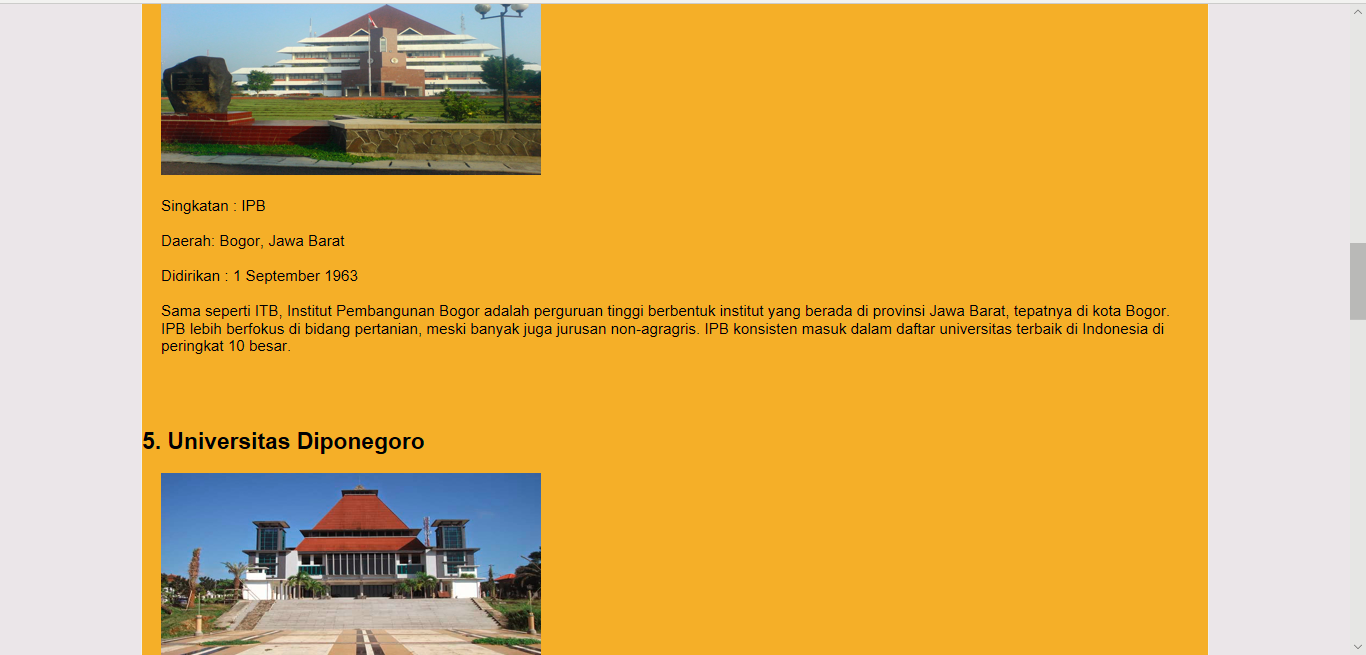 Singkatan : IPB
Daerah: Bogor, Jawa Barat
Didirikan : 1 September 1963
Sama seperti ITB, Institut Pembangunan Bogor adalah perguruan tinggi berbentuk institut yang berada di provinsi Jawa Barat, tepatnya di kota Bogor.
IPB lebih berfokus di bidang pertanian, meski banyak juga jurusan non-agragris. IPB konsisten masuk dalam daftar universitas terbaik di Indonesia di
peringkat 10 besar.
5. Universitas Diponegoro